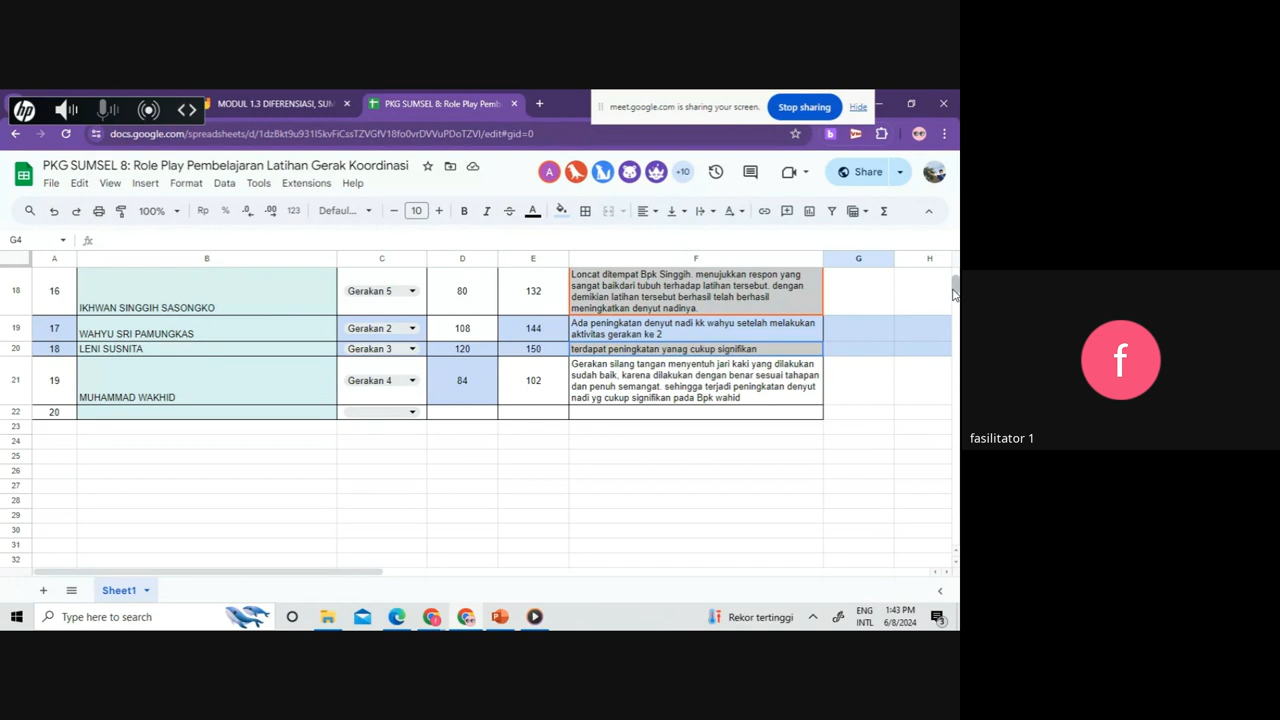 hp
MODUL 1.3 DIFERENSIASI, SUM
PKG SUMSEL 8: Role Play Pemb
meet.google.com is sharing your screen.
Stop sharing
Hide
PKG SUMSEL 8: Role Play Pembelajaran Latihan Gerak Koordinasi
A
+10
Share
File Edit View Insert Format Data Tools Extensions Help
100% Rp % .0 .00 123 Defaul... 10 B I A
G4 fx
A B C D E F G H
18 16 IKHWAN SINGGIH SASONGKO Gerakan 5 80 132
Loncat ditempat Bpk Singgih. menujukkan respon yang
sangat baikdari tubuh terhadap latihan tersebut. dengan
demikian latihan tersebut berhasil telah berhasil
meningkatkan denyut nadinya.
19 17 WAHYU SRI PAMUNGKAS Gerakan 2 108 144
Ada peningkatan denyut nadi kk wahyu setelah melakukan
aktivitas gerakan ke 2
20 18 LENI SUSNITA Gerakan 3 120 150 terdapat peningkatan yanag cukup signifikan
21 19 MUHAMMAD WAKHID Gerakan 4 84 102
Gerakan silang tangan menyentuh jari kaki yang dilakukan
sudah baik, karena dilakukan dengan benar sesuai tahapan
dan penuh semangat. sehingga terjadi peningkatan denyut
nadi yg cukup signifikan pada Bpk wahid
22 20
23
24
25
26
27
28
29
30
31
32
Sheet1
Type here to search
Rekor tertinggi
ENG
INTL
1:43 PM
6/8/2024
3
f
fasilitator 1